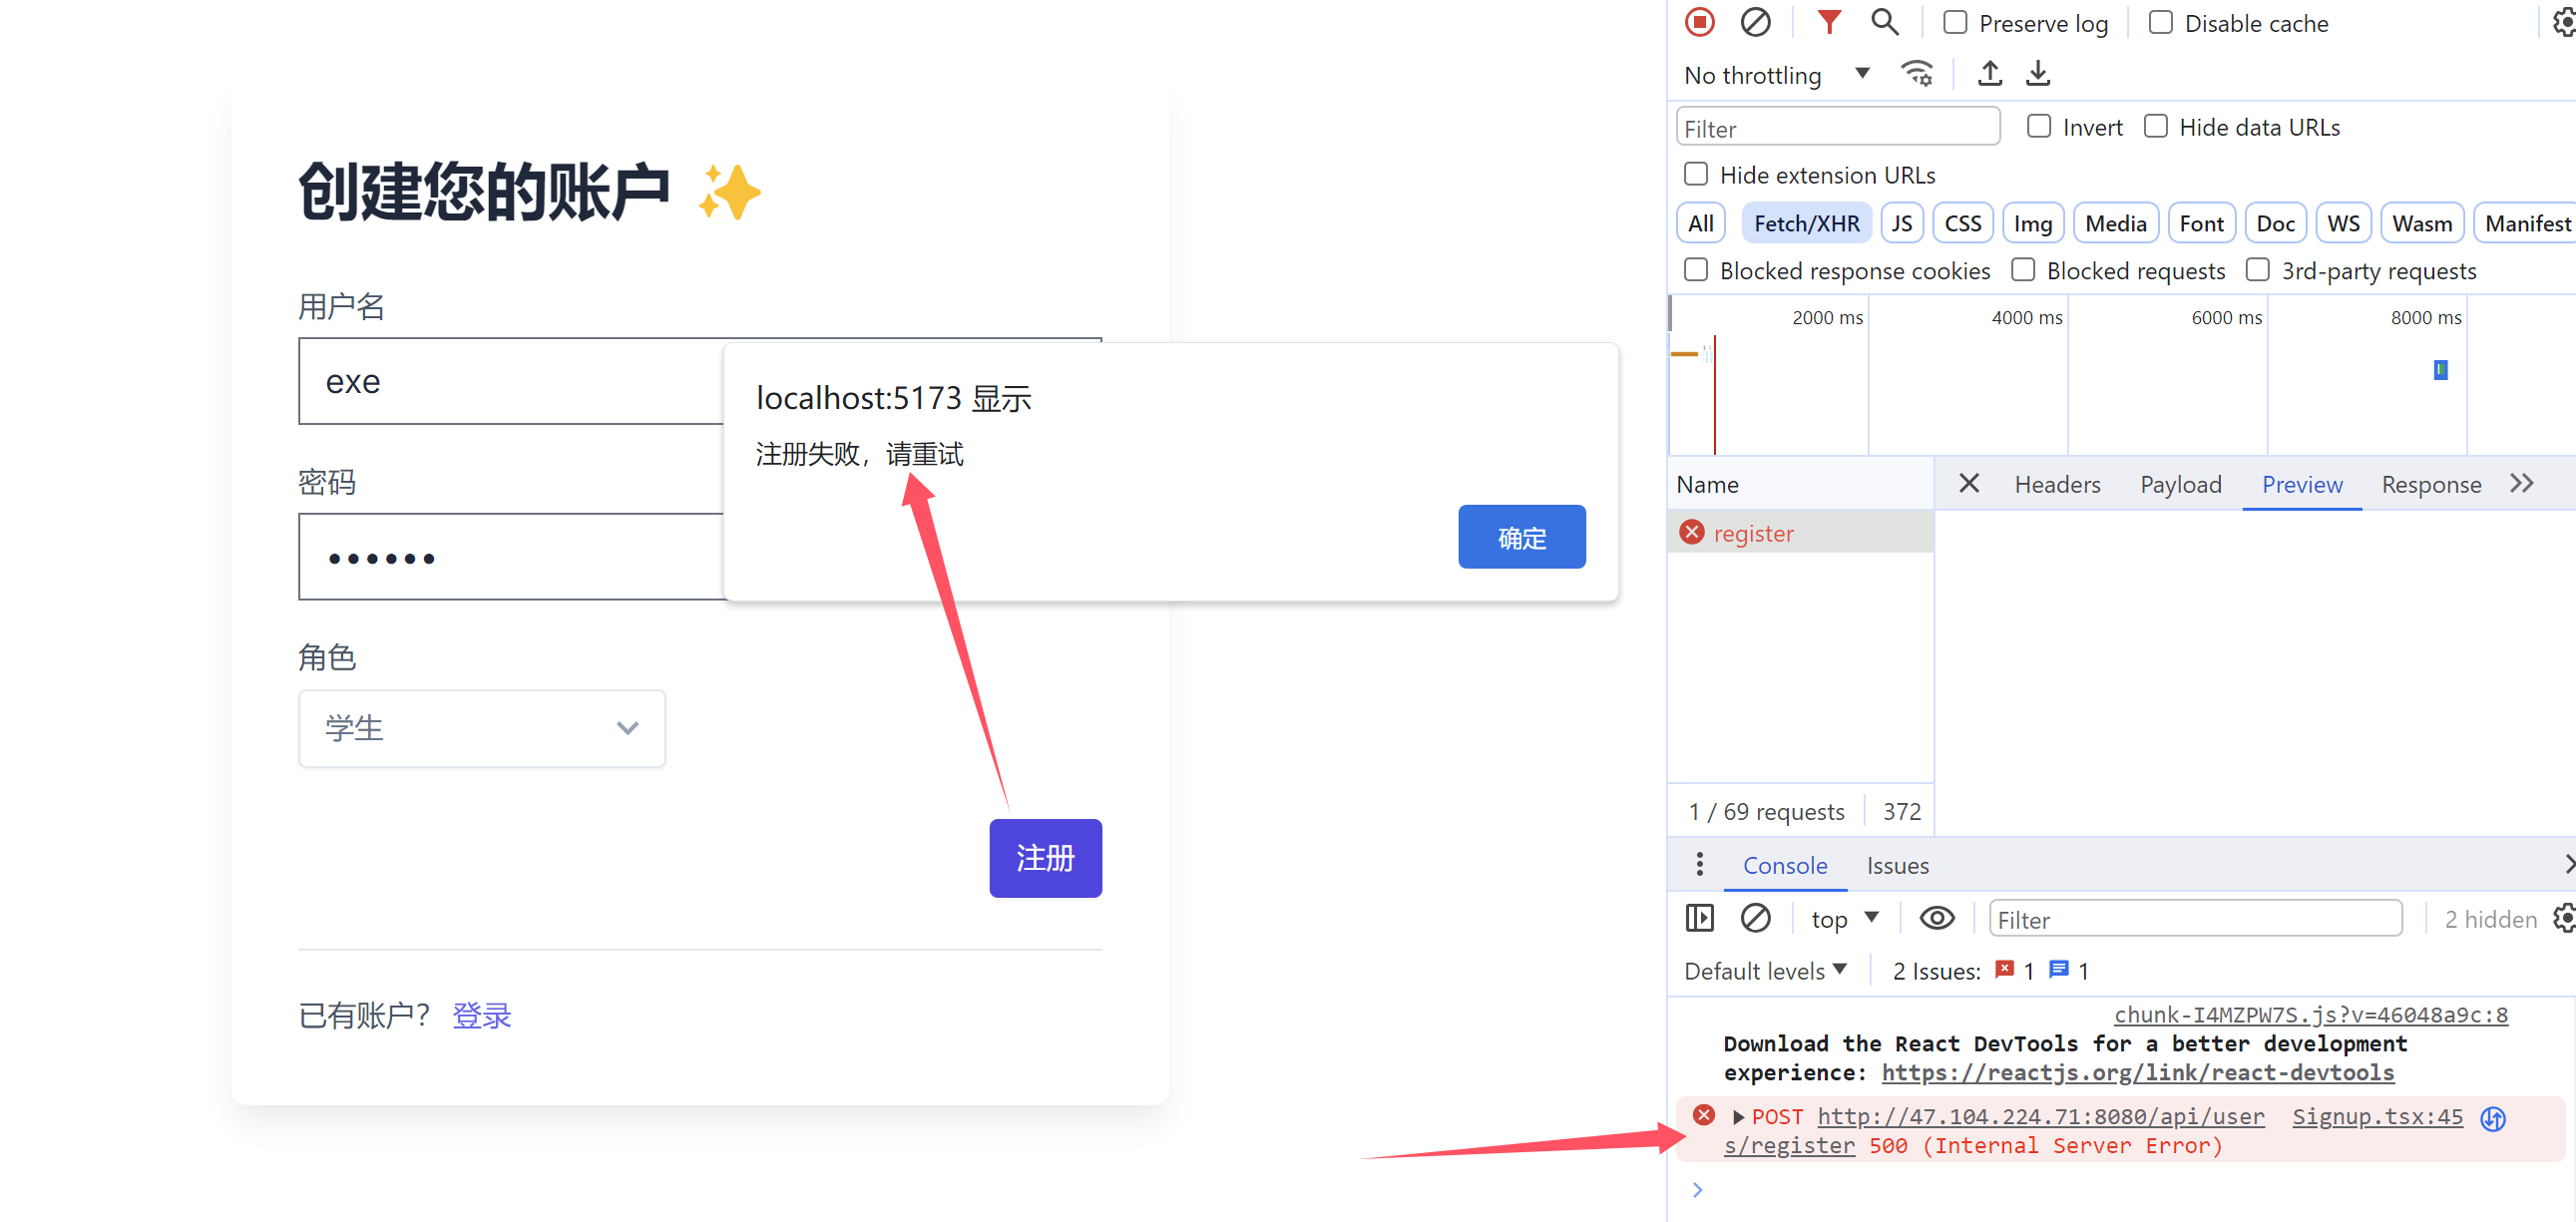 创建您的账户 ✨
用户名
exe
密码
••••••
角色
学生
注册
已有账户？ 登录
localhost:5173 显示
注册失败，请重试
确定
Preserve log
Disable cache
No throttling
Filter
Invert
Hide data URLs
Hide extension URLs
All Fetch/XHR JS CSS Img Media Font Doc WS Wasm Manifest
Blocked response cookies
Blocked requests
3rd-party requests
2000 ms 4000 ms 6000 ms 8000 ms
Name
Headers Payload Preview Response
register
1 / 69 requests 372
Console Issues
top
Filter
2 hidden
Default levels
2 Issues: 1 1
chunk-I4MZPW7S.js?v=46048a9c:8
Download the React DevTools for a better development
experience: https://reactjs.org/link/react-devtools
POST http://47.104.224.71:8080/api/user Signup.tsx:45
s/register 500 (Internal Server Error)